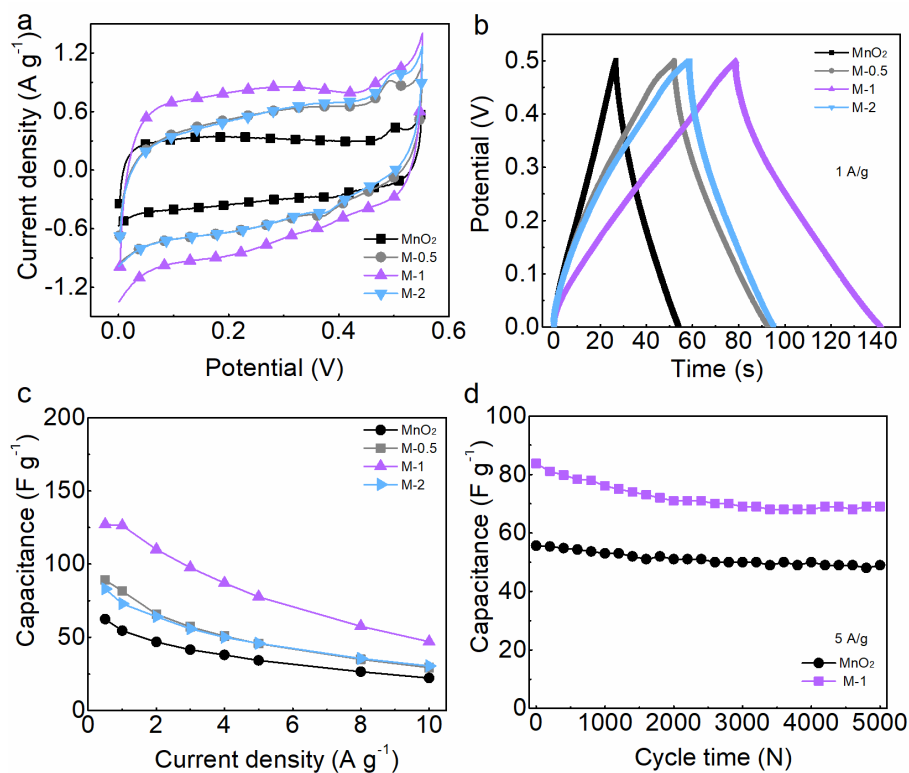 a
Current density (A g⁻¹)
1.2
0.6
0.0
-0.6
-1.2
MnO₂
M-0.5
M-1
M-2
0.0 0.2 0.4 0.6
Potential (V)
b
Potential (V)
0.6
0.5
0.4
0.3
0.2
0.1
0.0
MnO₂
M-0.5
M-1
M-2
1 A/g
0 20 40 60 80 100 120 140
Time (s)
c
Capacitance (F g⁻¹)
200
150
100
50
0
MnO₂
M-0.5
M-1
M-2
0 2 4 6 8 10
Current density (A g⁻¹)
d
Capacitance (F g⁻¹)
100
80
60
40
20
0
5 A/g
MnO₂
M-1
0 1000 2000 3000 4000 5000
Cycle time (N)